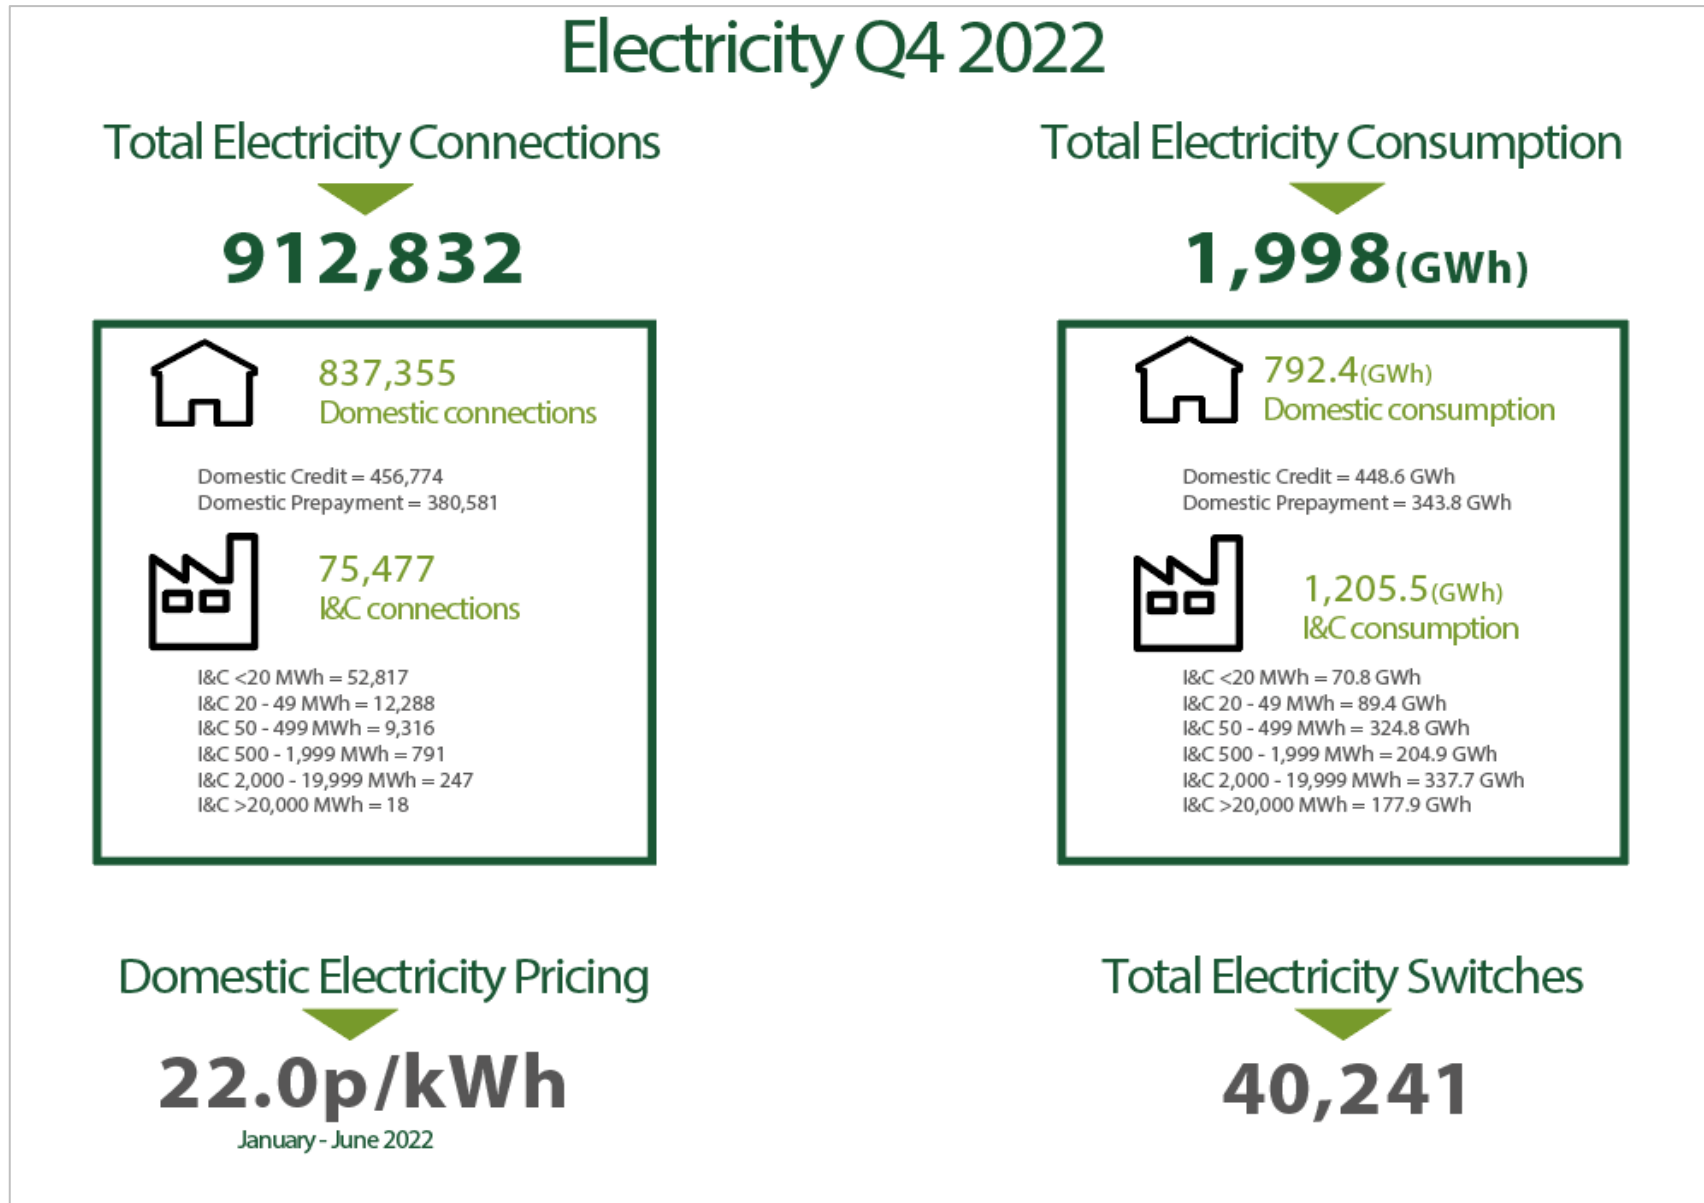 Electricity Q4 2022
Total Electricity Connections
912,832
837,355
Domestic connections
Domestic Credit = 456,774
Domestic Prepayment = 380,581
75,477
I&C connections
I&C <20 MWh = 52,817
I&C 20 - 49 MWh = 12,288
I&C 50 - 499 MWh = 9,316
I&C 500 - 1,999 MWh = 791
I&C 2,000 - 19,999 MWh = 247
I&C >20,000 MWh = 18
Total Electricity Consumption
1,998(GWh)
792.4(GWh)
Domestic consumption
Domestic Credit = 448.6 GWh
Domestic Prepayment = 343.8 GWh
1,205.5(GWh)
I&C consumption
I&C <20 MWh = 70.8 GWh
I&C 20 - 49 MWh = 89.4 GWh
I&C 50 - 499 MWh = 324.8 GWh
I&C 500 - 1,999 MWh = 204.9 GWh
I&C 2,000 - 19,999 MWh = 337.7 GWh
I&C >20,000 MWh = 177.9 GWh
Domestic Electricity Pricing
22.0p/kWh
January - June 2022
Total Electricity Switches
40,241